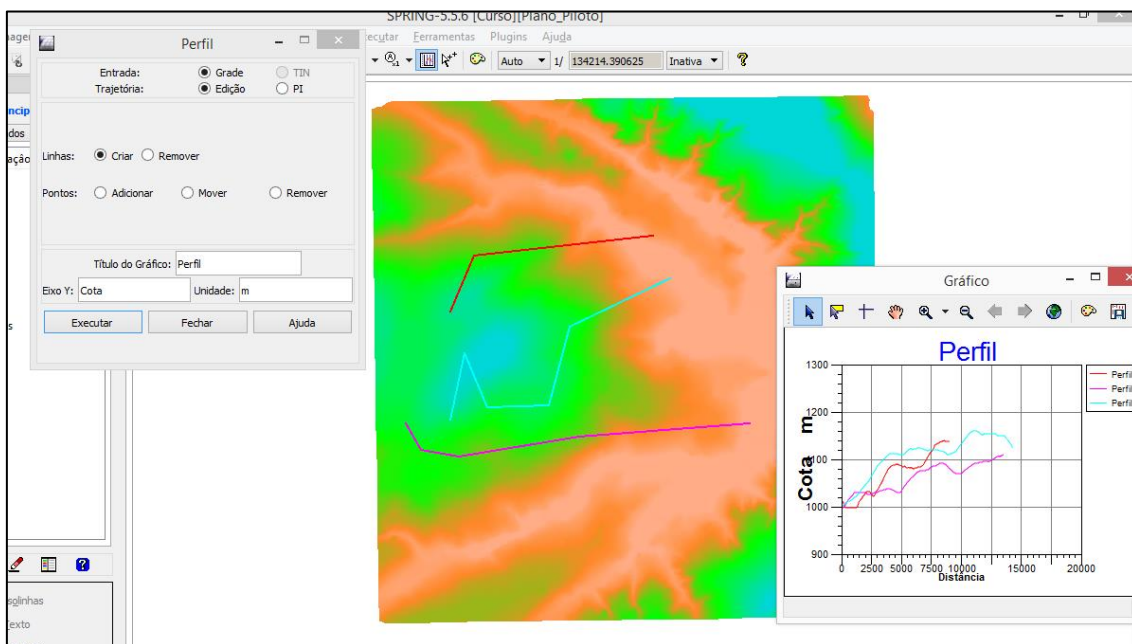 SPRING-5.5.6 [Curso][Plano_Piloto]
Ferramentas Plugins Ajuda
Auto 1/ 134214.390625 Inativa
Perfil
Entrada: Grade TIN
Trajetória: Edição PI
Linhas: Criar Remover
Pontos: Adicionar Mover Remover
Título do Gráfico: Perfil
Eixo Y: Cota Unidade: m
Executar Fechar Ajuda
Gráfico
Perfil
1300
1200
1100
1000
900
Cota m
0 2500 5000 7500 10000 15000 20000
Distância
Perfil
Perfil
Perfil